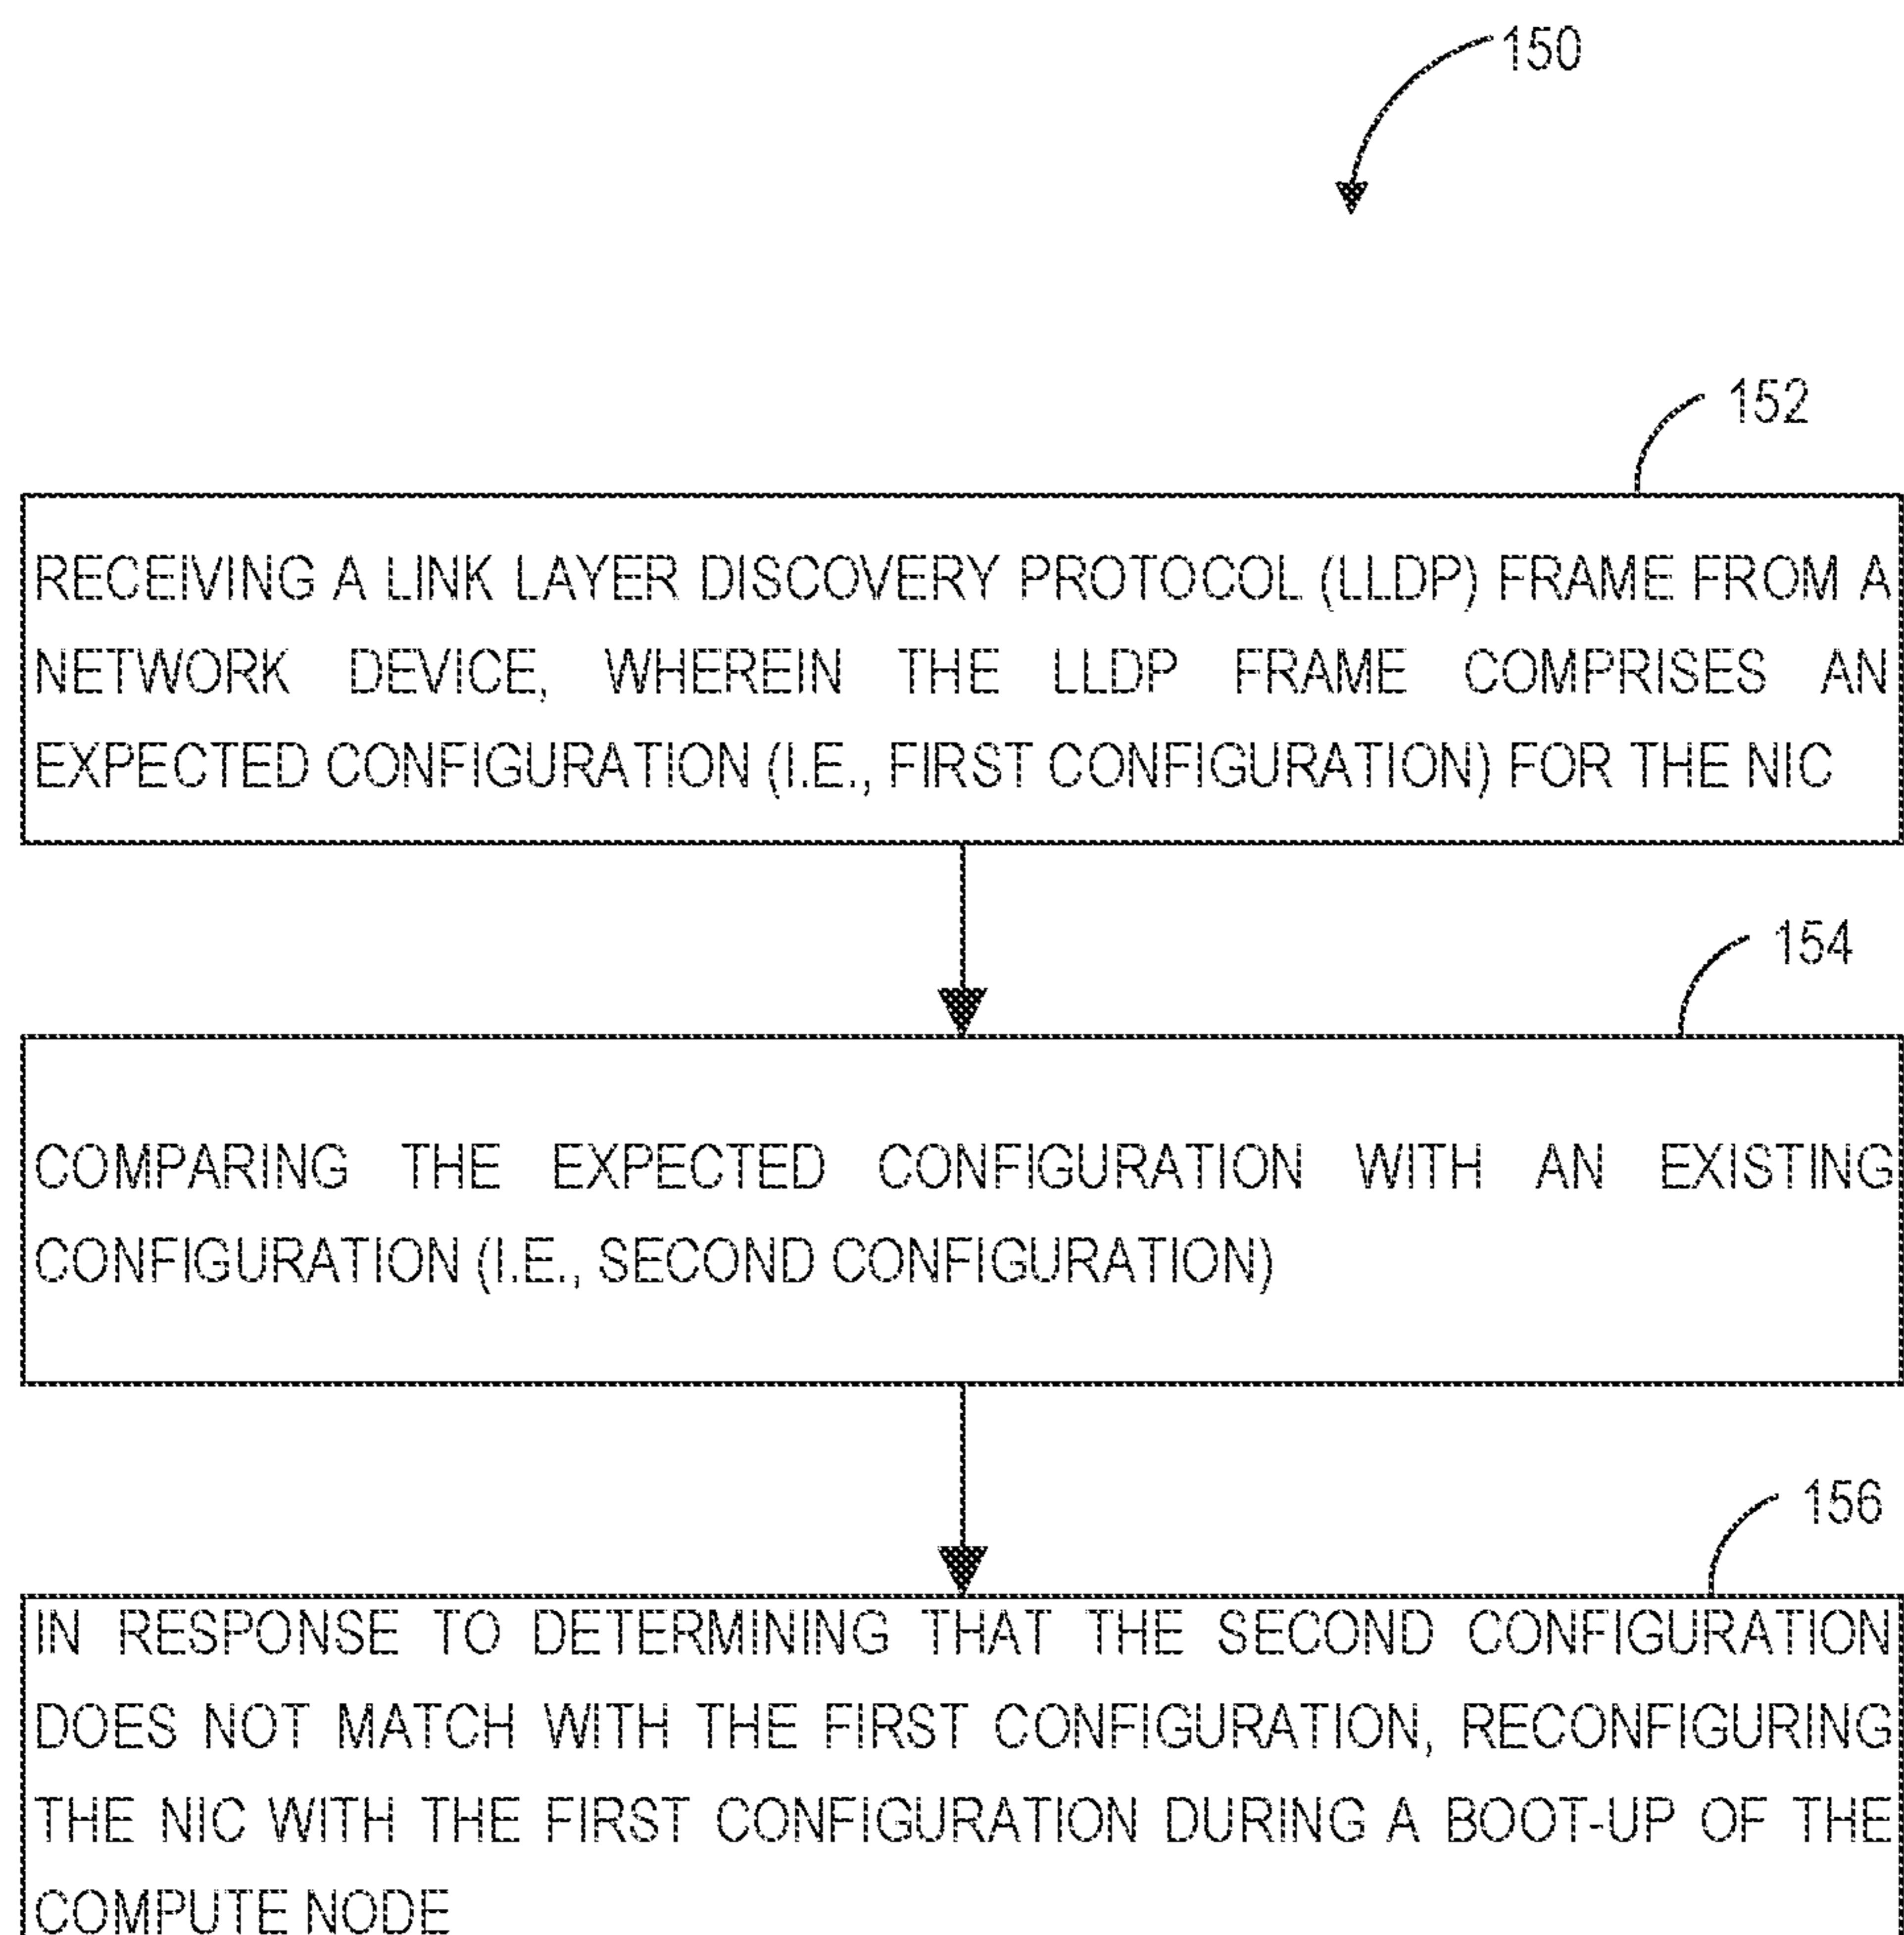 150
152
RECEIVING A LINK LAYER DISCOVERY PROTOCOL (LLDP) FRAME FROM A
NETWORK DEVICE, WHEREIN THE LLDP FRAME COMPRISES AN
EXPECTED CONFIGURATION (I.E., FIRST CONFIGURATION) FOR THE NIC
154
COMPARING THE EXPECTED CONFIGURATION WITH AN EXISTING
CONFIGURATION (I.E., SECOND CONFIGURATION)
156
IN RESPONSE TO DETERMINING THAT THE SECOND CONFIGURATION
DOES NOT MATCH WITH THE FIRST CONFIGURATION, RECONFIGURING
THE NIC WITH THE FIRST CONFIGURATION DURING A BOOT-UP OF THE
COMPUTE NODE